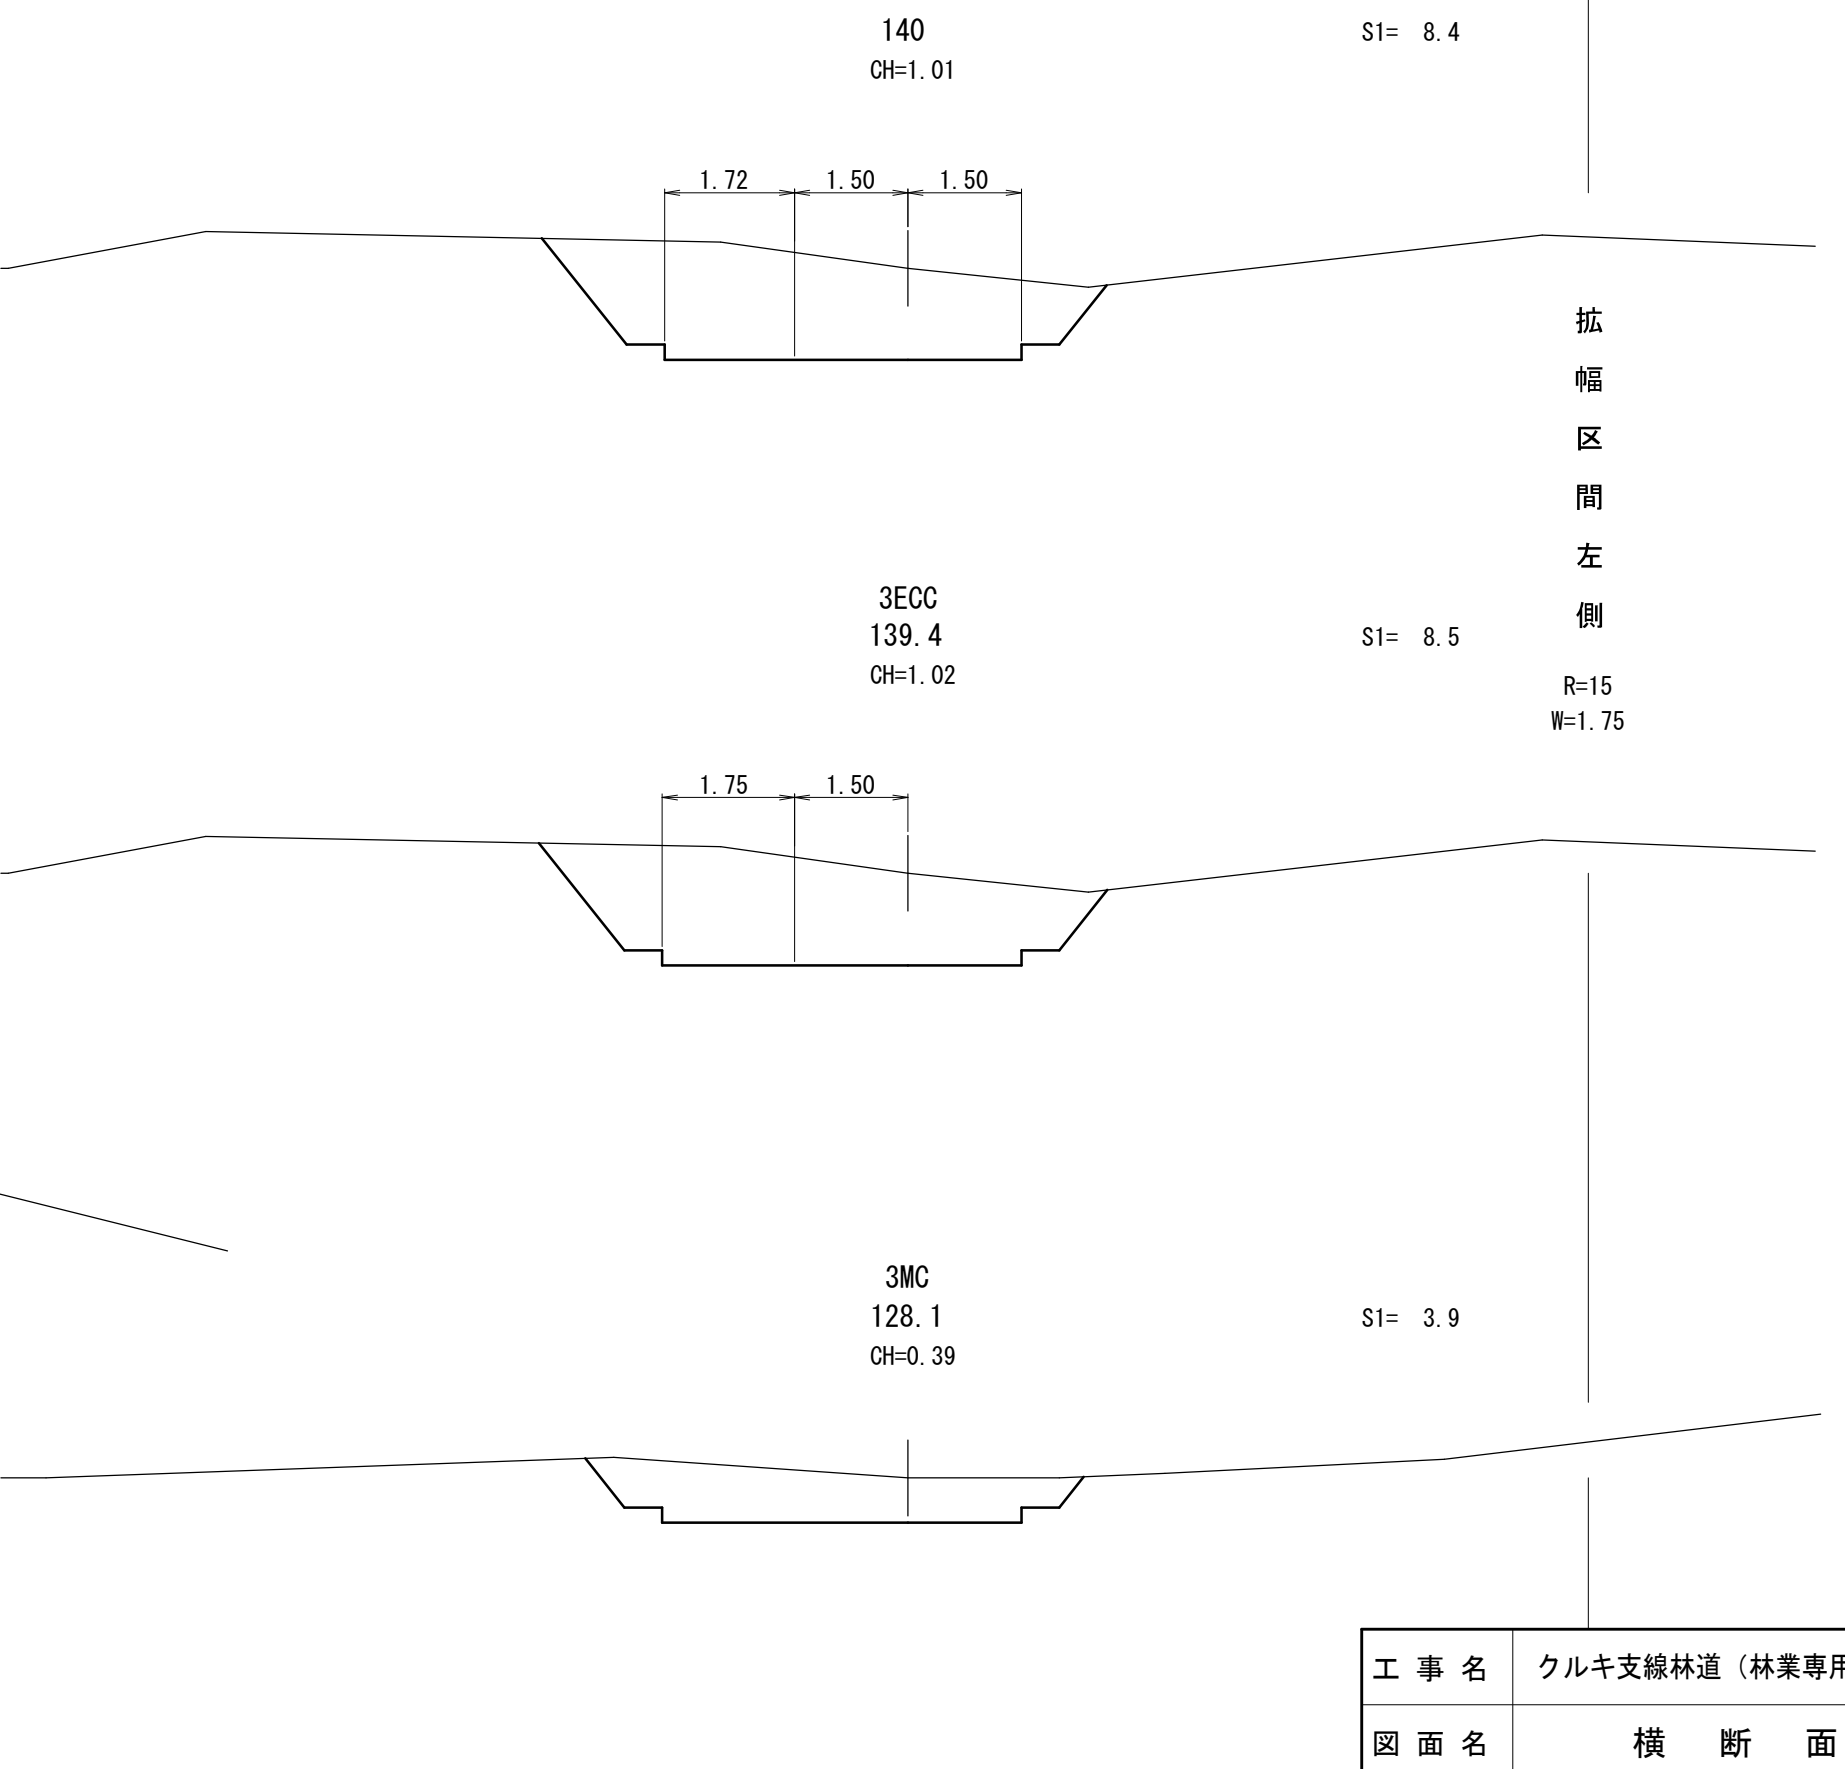 140
S1= 8.4
CH=1.01
1.72 1.50 1.50
拡幅区間左側
R=15
W=1.75
3ECC
139.4
S1= 8.5
CH=1.02
1.75 1.50
3MC
128.1
S1= 3.9
CH=0.39
工事名 クルキ支線林道（林業専用
図面名 横断面